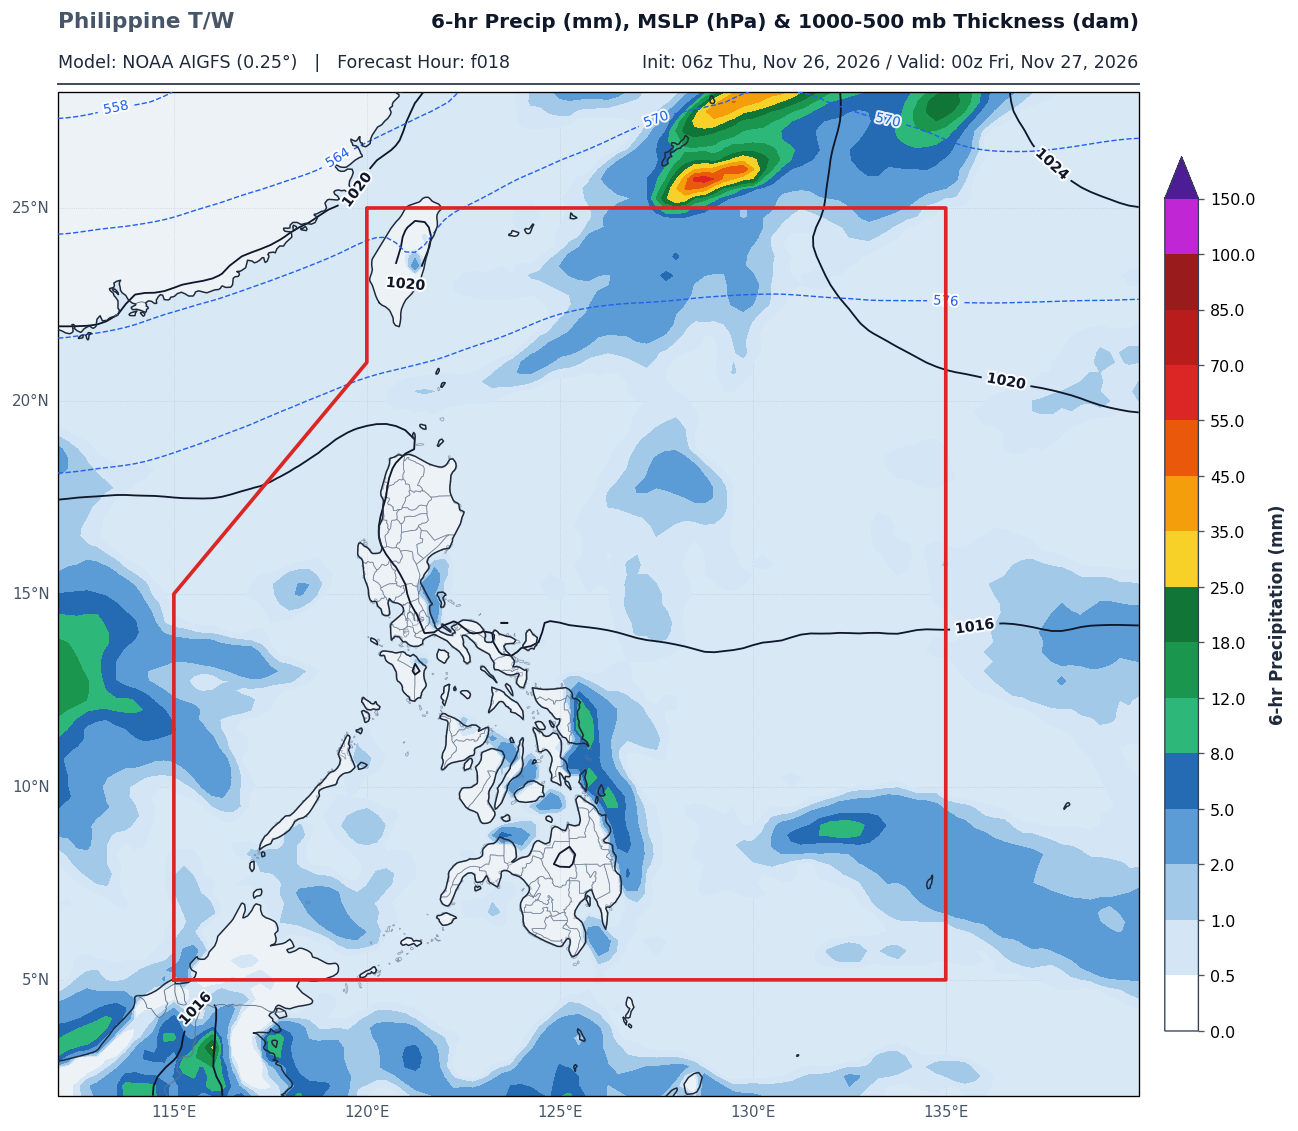 Philippine T/W
6-hr Precip (mm), MSLP (hPa) & 1000-500 mb Thickness (dam)
Model: NOAA AIGFS (0.25°) | Forecast Hour: f018
Init: 06z Thu, Nov 26, 2026 / Valid: 00z Fri, Nov 27, 2026
558
570
570
564
1020
1024
1020
576
1020
1016
1016
25°N
20°N
15°N
10°N
5°N
115°E
120°E
125°E
130°E
135°E
150.0
100.0
85.0
70.0
55.0
45.0
35.0
25.0
18.0
12.0
8.0
5.0
2.0
1.0
0.5
0.0
6-hr Precipitation (mm)